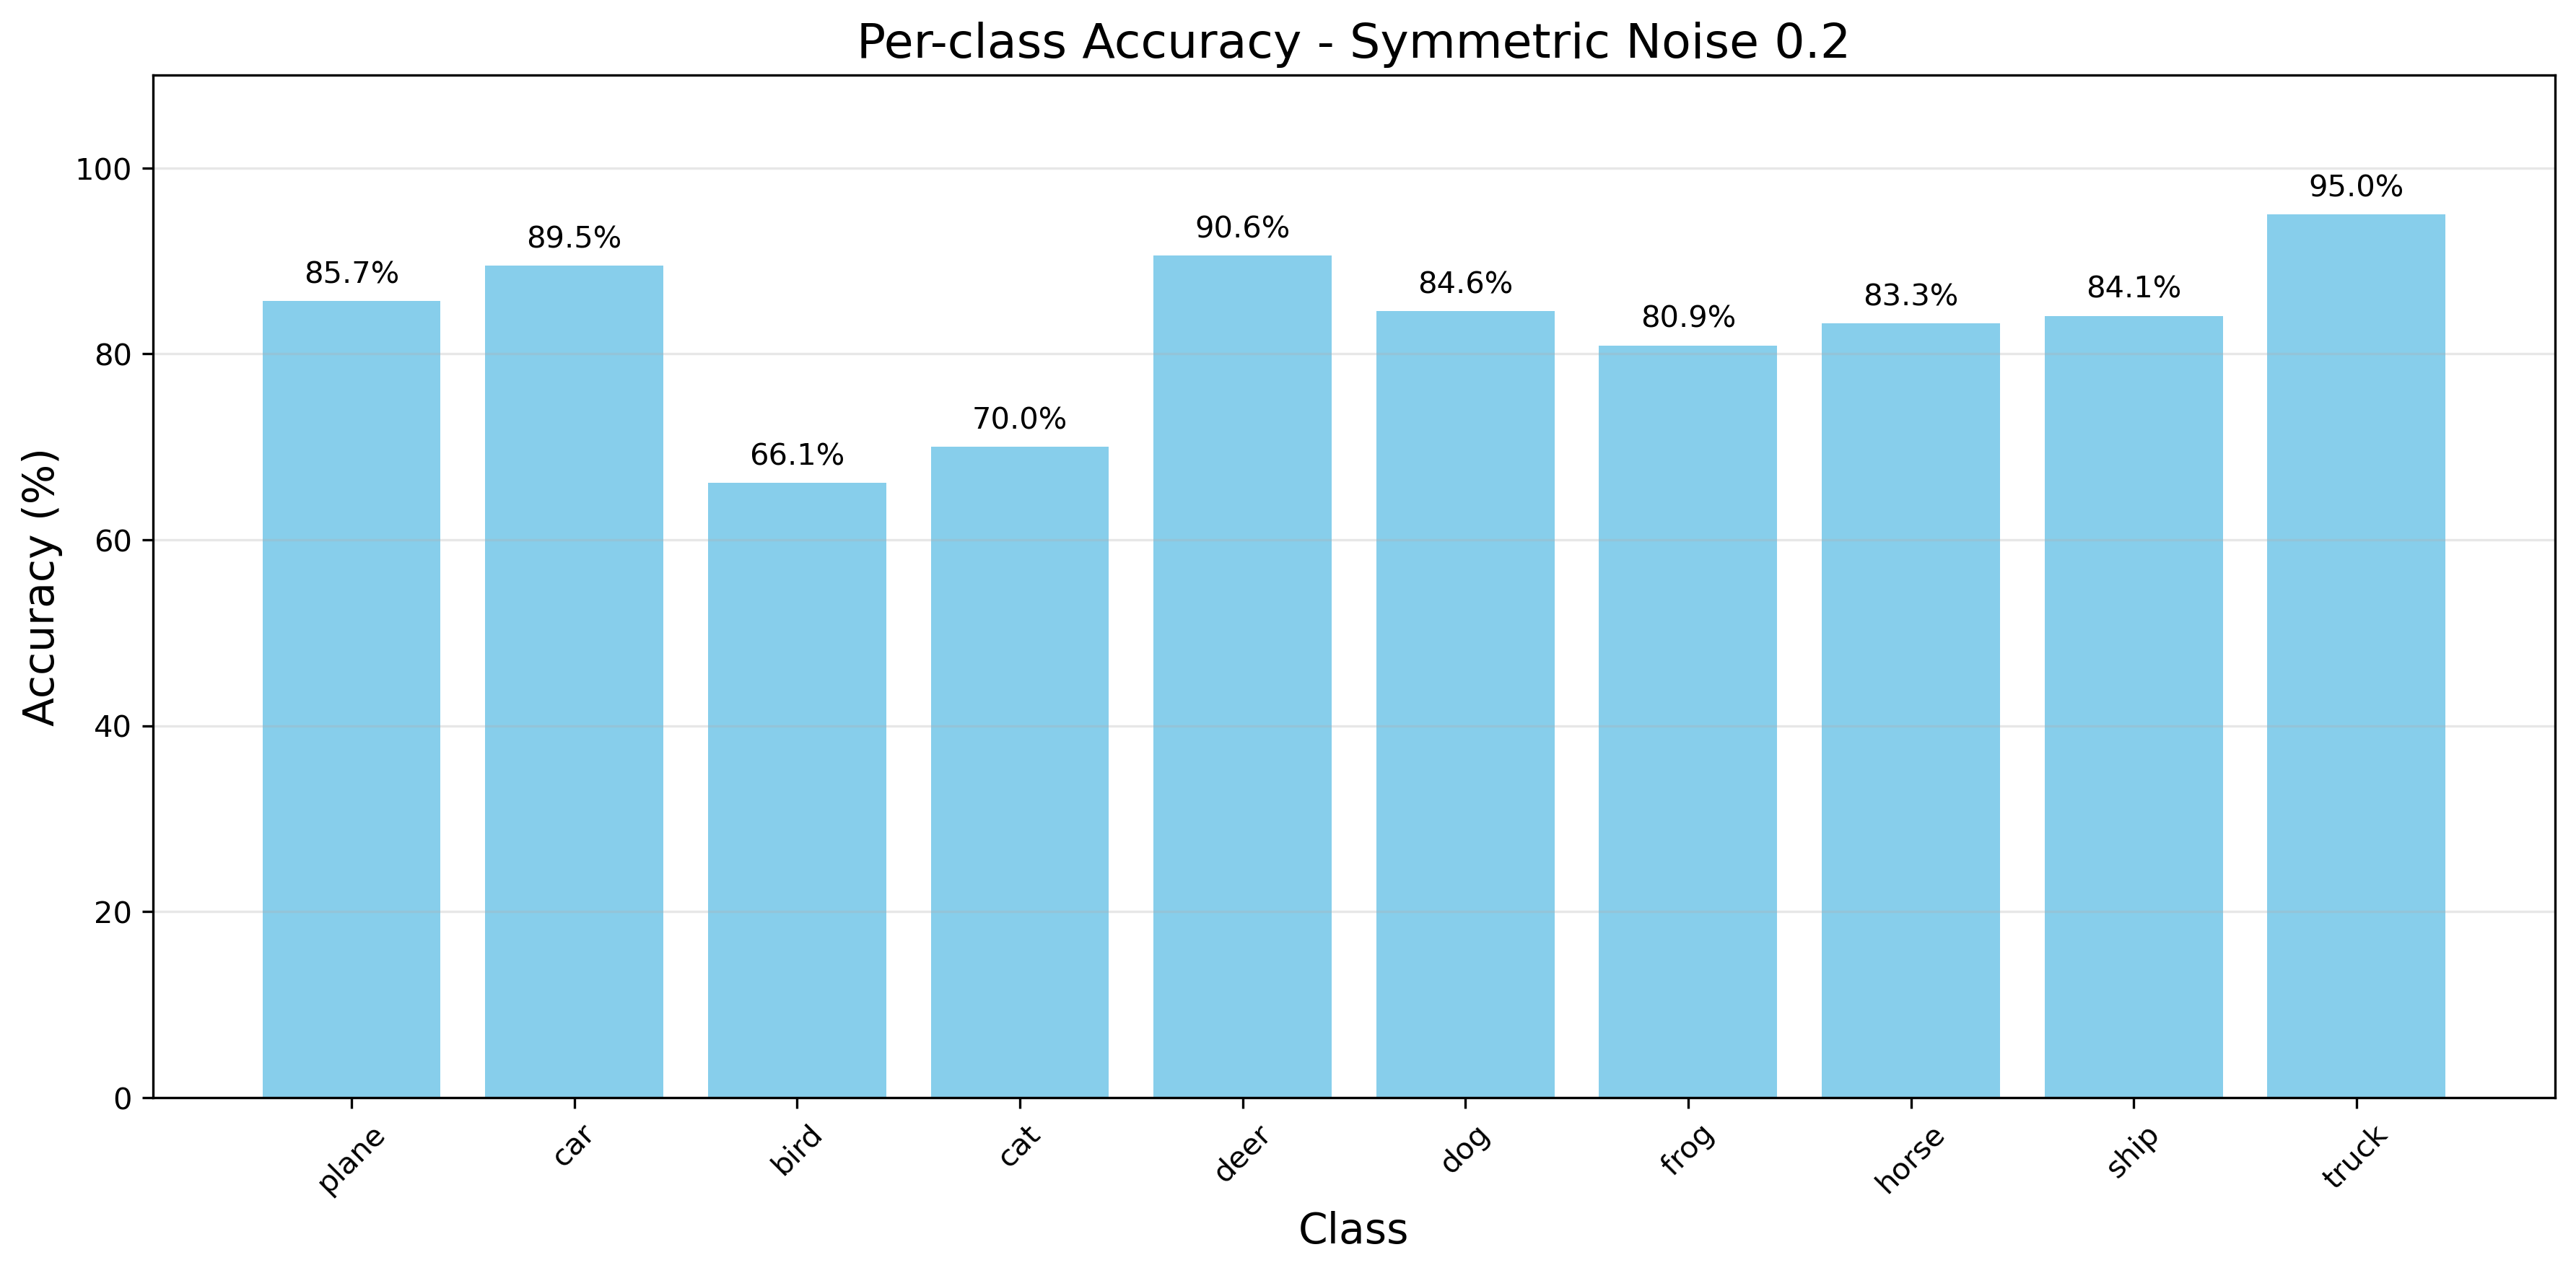 Per-class Accuracy - Symmetric Noise 0.2
Accuracy (%)
100
80
60
40
20
0
85.7%
89.5%
66.1%
70.0%
90.6%
84.6%
80.9%
83.3%
84.1%
95.0%
plane
car
bird
cat
deer
dog
frog
horse
ship
truck
Class